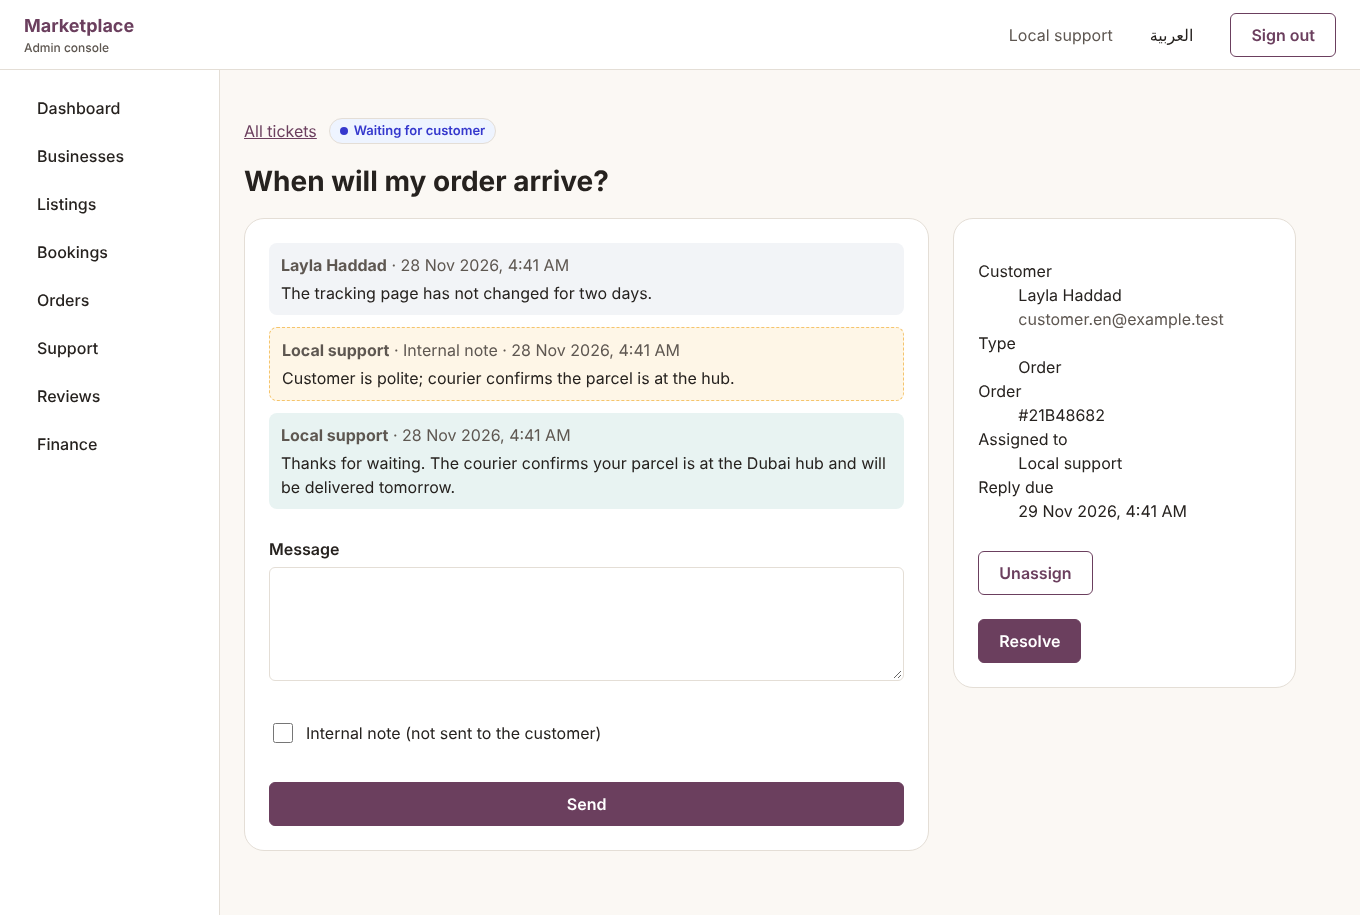 Marketplace
Admin console
Local support
العربية
Sign out
Dashboard
Businesses
Listings
Bookings
Orders
Support
Reviews
Finance
All tickets
Waiting for customer
When will my order arrive?
Layla Haddad · 28 Nov 2026, 4:41 AM
The tracking page has not changed for two days.
Local support · Internal note · 28 Nov 2026, 4:41 AM
Customer is polite; courier confirms the parcel is at the hub.
Local support · 28 Nov 2026, 4:41 AM
Thanks for waiting. The courier confirms your parcel is at the Dubai hub and will
be delivered tomorrow.
Message
Internal note (not sent to the customer)
Send
Customer
Layla Haddad
customer.en@example.test
Type
Order
Order
#21B48682
Assigned to
Local support
Reply due
29 Nov 2026, 4:41 AM
Unassign
Resolve